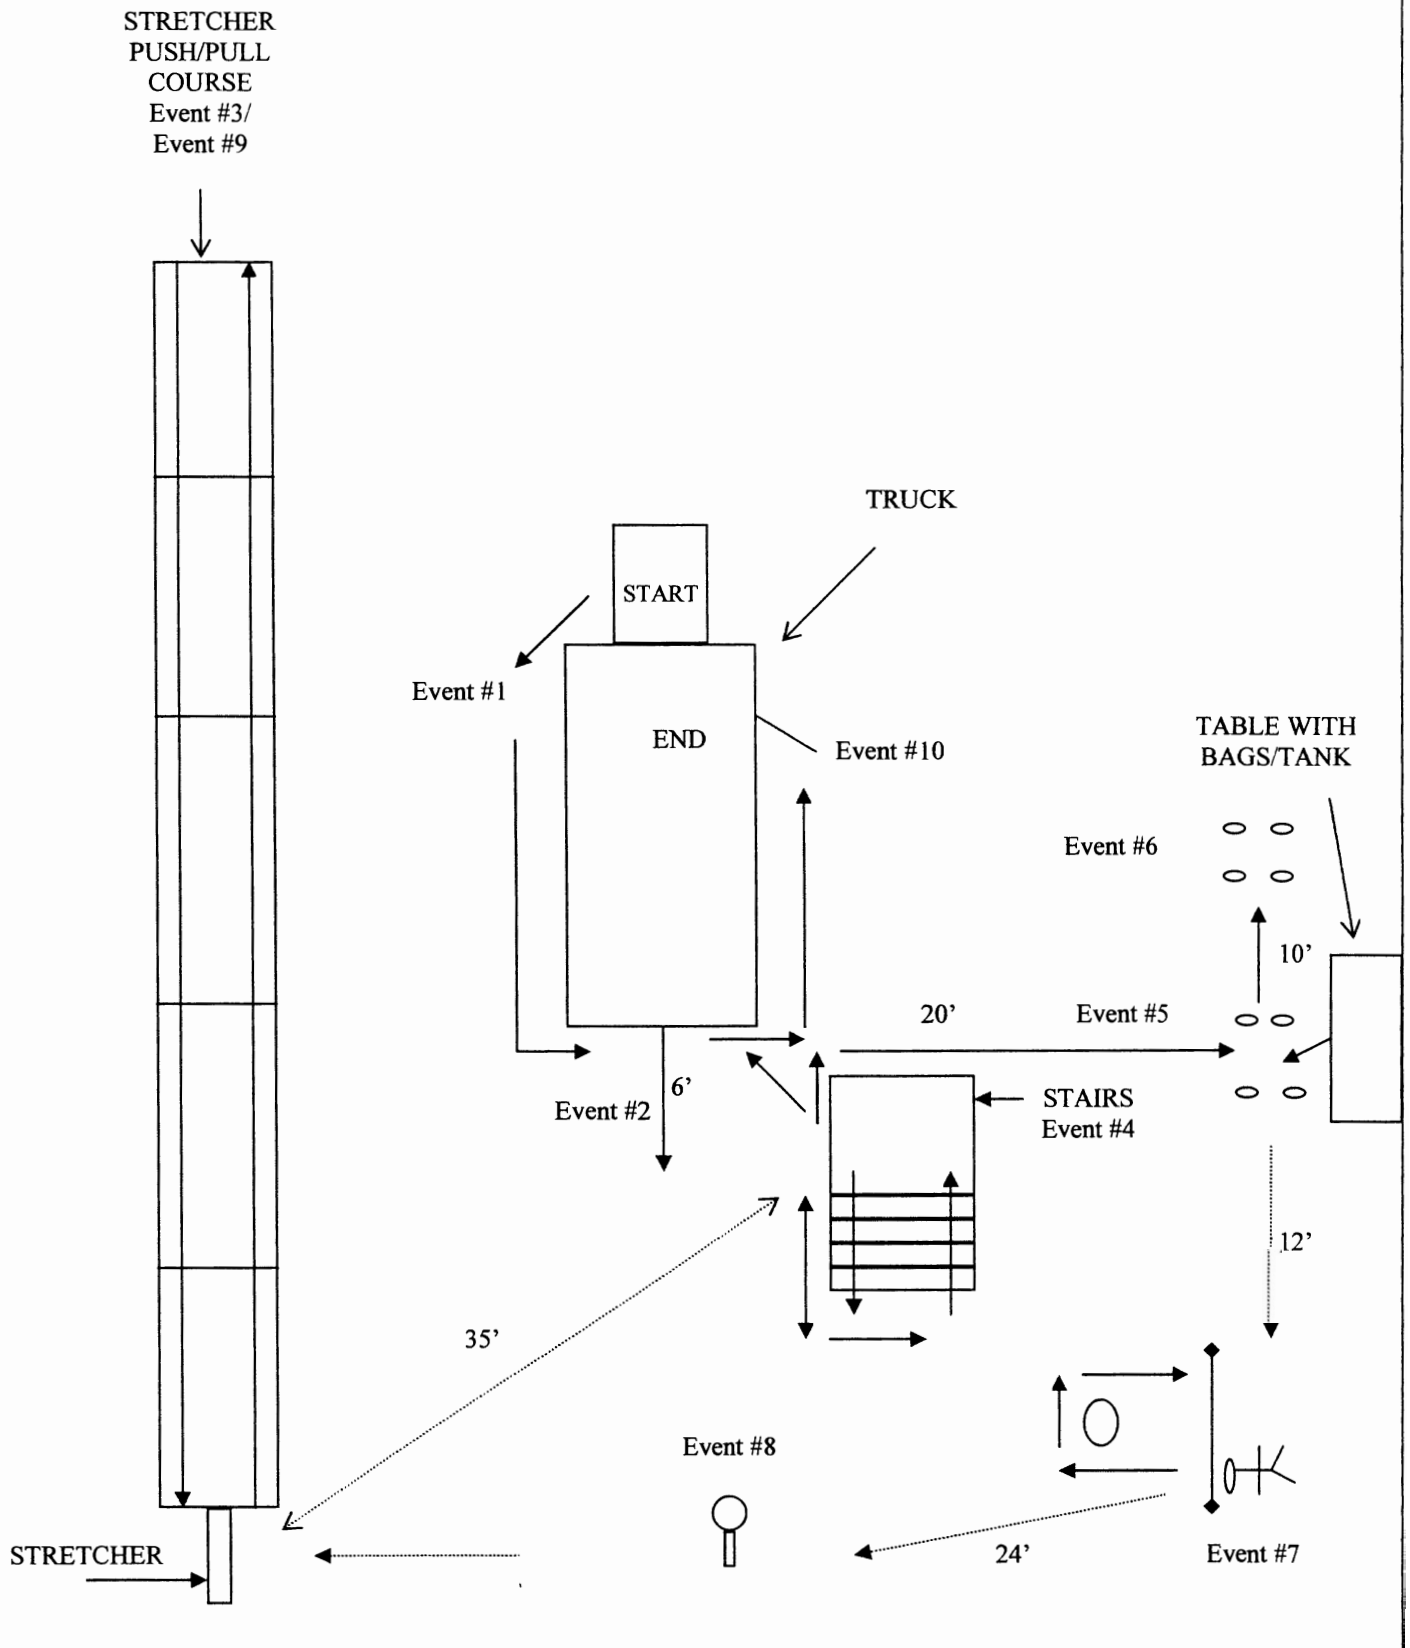 STRETCHER
PUSH/PULL
COURSE
Event #3/
Event #9
TRUCK
START
Event #1
END
Event #10
TABLE WITH
BAGS/TANK
Event #6
10’
20’
Event #5
6’
Event #2
STAIRS
Event #4
12’
35’
Event #8
STRETCHER
24’
Event #7